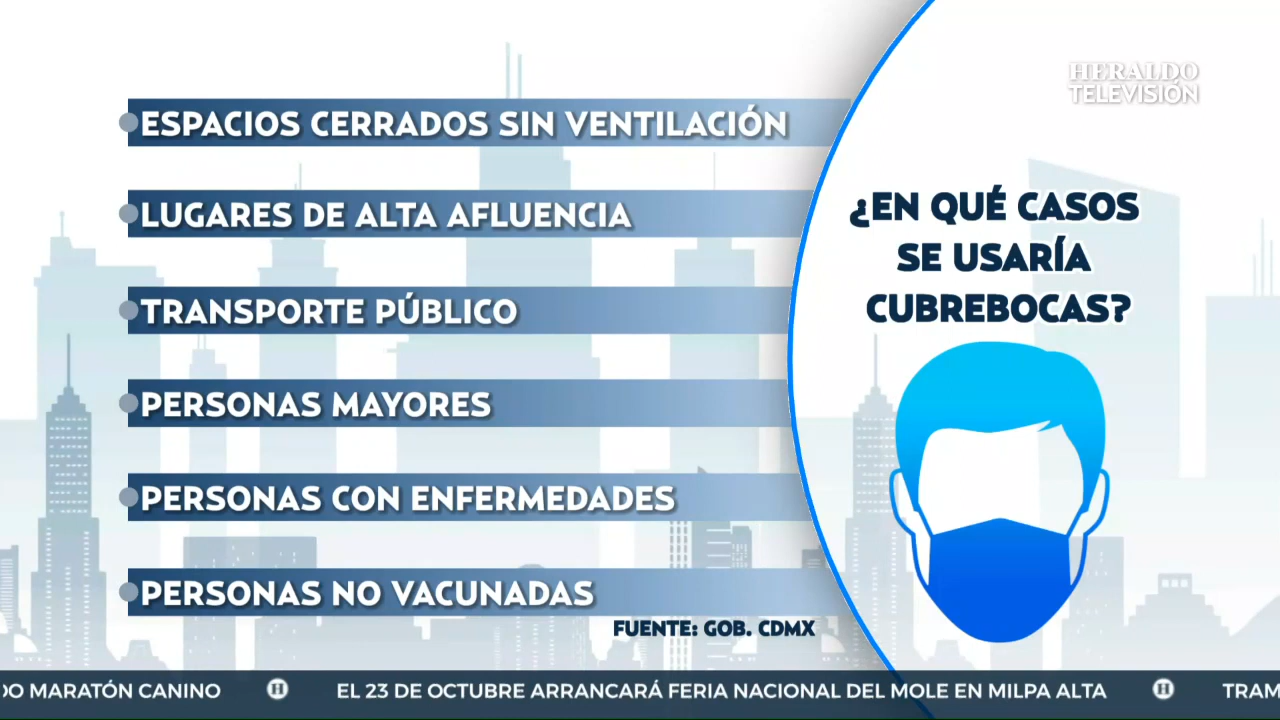 HERALDO
TELEVISIÓN
ESPACIOS CERRADOS SIN VENTILACIÓN
LUGARES DE ALTA AFLUENCIA
TRANSPORTE PÚBLICO
PERSONAS MAYORES
PERSONAS CON ENFERMEDADES
PERSONAS NO VACUNADAS
FUENTE: GOB. CDMX
¿EN QUÉ CASOS
SE USARÍA
CUBREBOCAS?
MARATÓN CANINO H EL 23 DE OCTUBRE ARRANCARÁ FERIA NACIONAL DEL MOLE EN MILPA ALTA H